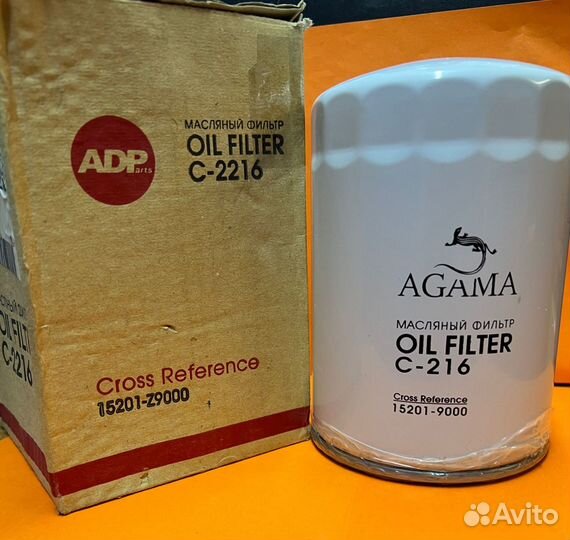 ADP
arts
МАСЛЯНЫЙ ФИЛЬТР
OIL FILTER
C-2216
Cross Reference
15201-Z9000
OIL FILT
C-2216
AGAMA
МАСЛЯНЫЙ ФИЛЬТР
OIL FILTER
C-216
Cross Reference
15201-9000
Avito